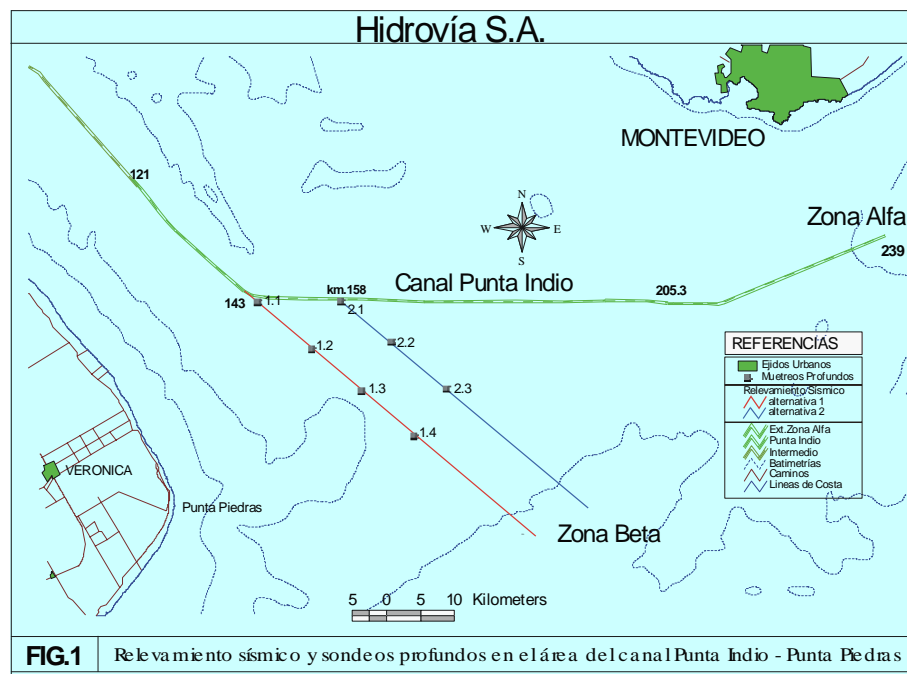 Hidrovía S.A.
MONTEVIDEO
121
N
W E
S
Zona Alfa
239
Canal Punta Indio
km.158
205.3
143
1.1
2.1
1.2
2.2
1.3
2.3
1.4
REFERENCIAS
Ejidos Urbanos
Muetreos Profundos
Relevamiento/Sísmico
alternativa 1
alternativa 2
Ext.Zona Alfa
Punta Indio
Intermedio
Batimetrías
Caminos
Lineas de Costa
VERONICA
Punta Piedras
Zona Beta
5 0 5 10 Kilometers
FIG.1 Relevamiento sísmico y sondeos profundos en el área del canal Punta Indio - Punta Piedras